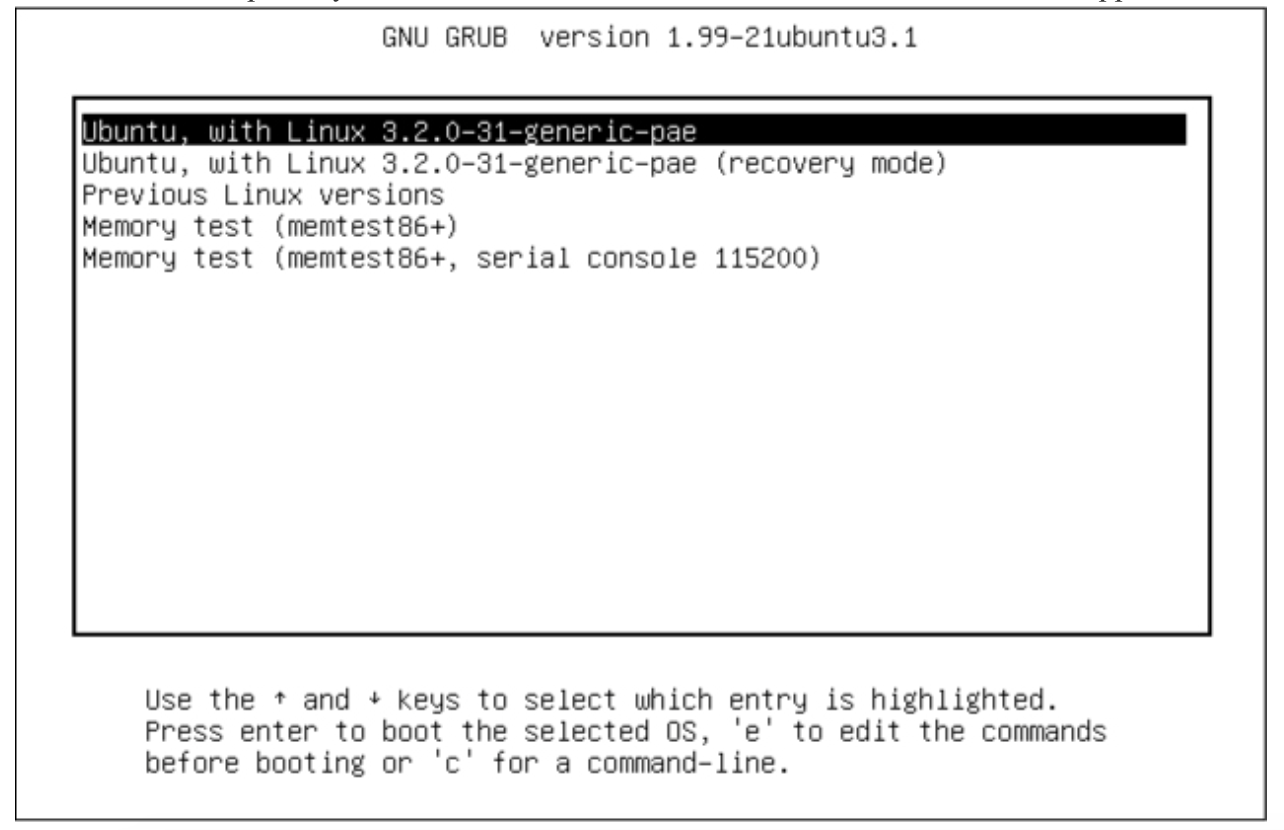 GNU GRUB version 1.99-21ubuntu3.1
Ubuntu, with Linux 3.2.0-31-generic-pae
Ubuntu, with Linux 3.2.0-31-generic-pae (recovery mode)
Previous Linux versions
Memory test (memtest86+)
Memory test (memtest86+, serial console 115200)
Use the ↑ and ↓ keys to select which entry is highlighted.
Press enter to boot the selected OS, 'e' to edit the commands
before booting or 'c' for a command-line.